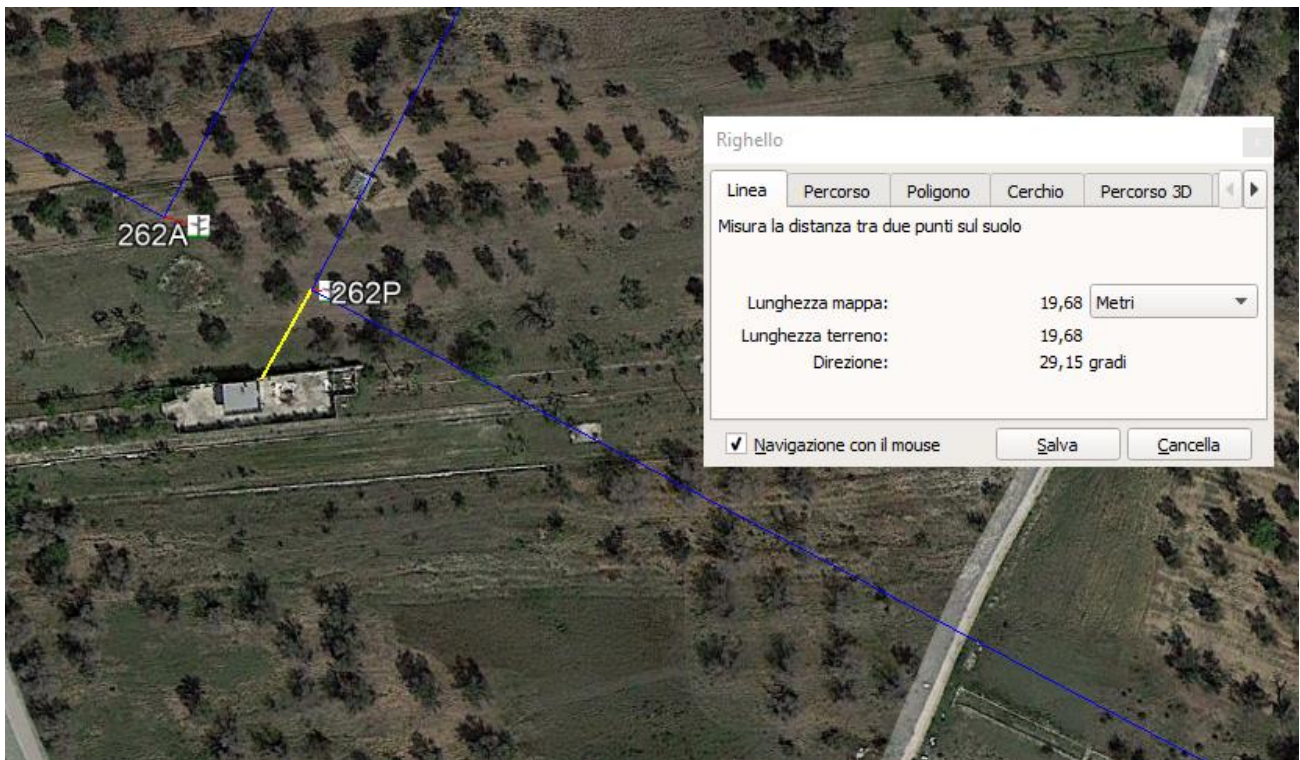 Righello
Linea Percorso Poligono Cerchio Percorso 3D
Misura la distanza tra due punti sul suolo
262A
262P
Lunghezza mappa: 19,68 Metri
Lunghezza terreno: 19,68
Direzione: 29,15 gradi
Navigazione con il mouse Salva Cancella